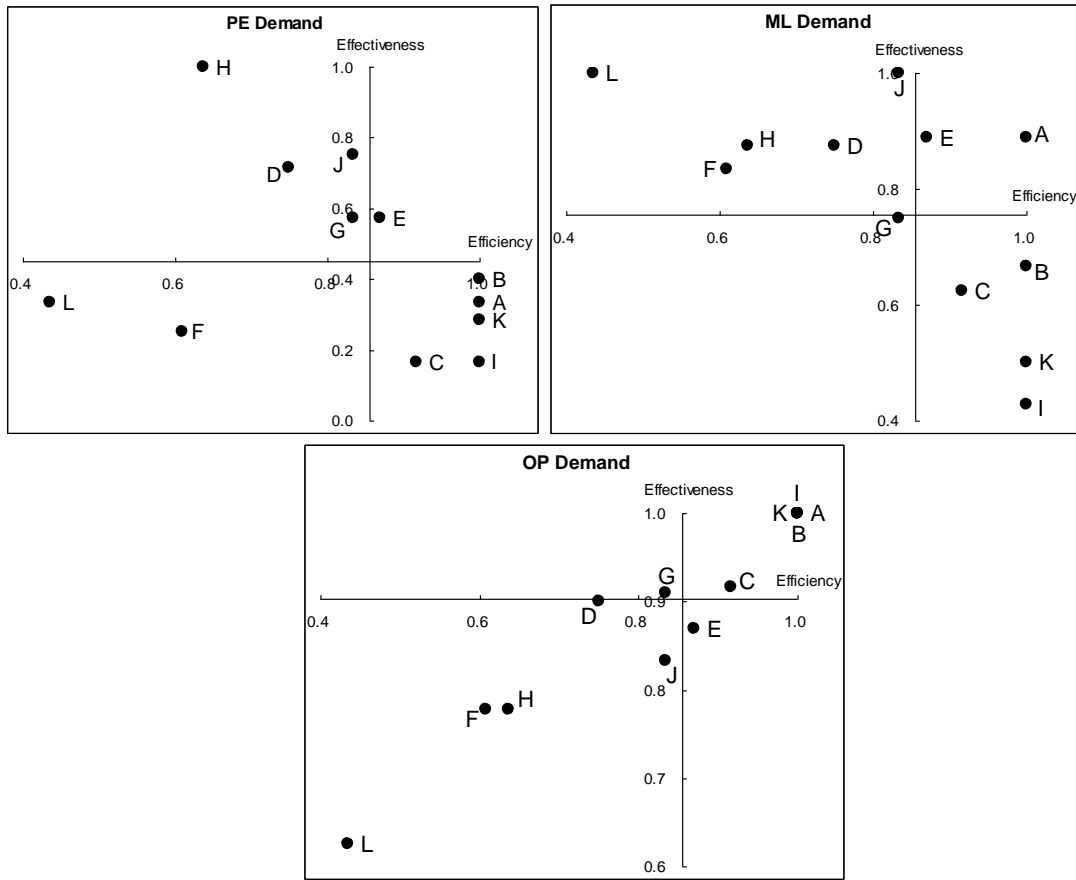 PE Demand
Effectiveness
1.0
H
0.8
J
D
0.6
G
E
Efficiency
0.4
0.6
0.8
0.4
1.0
B
L
A
F
K
0.2
C
I
0.0
ML Demand
Effectiveness
L
1.0
J
H
D
E
A
F
0.8
Efficiency
0.4
0.6
0.8
G
1.0
B
C
0.6
K
I
0.4
OP Demand
Effectiveness
I
1.0
K
A
B
G
C
Efficiency
0.4
0.6
D
0.8
0.9
1.0
E
J
H
F
0.8
0.7
L
0.6